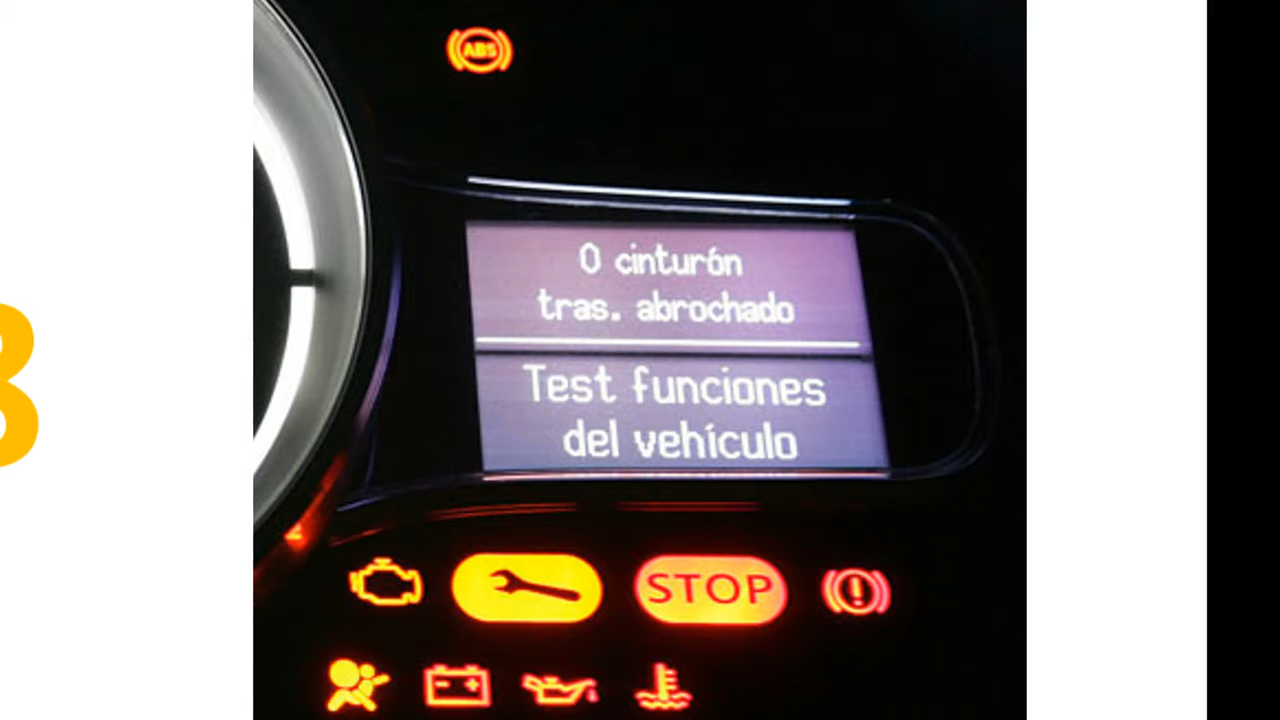 ABS
0 cinturón
tras. abrochado
Test funciones
del vehículo
STOP